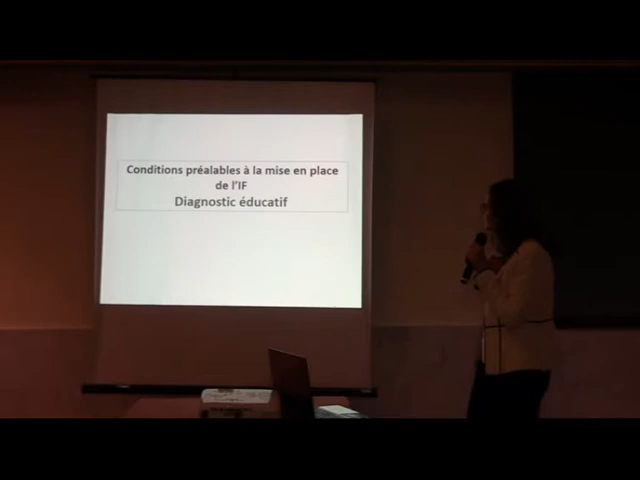 Conditions préalables à la mise en place
de l'IF
Diagnostic éducatif